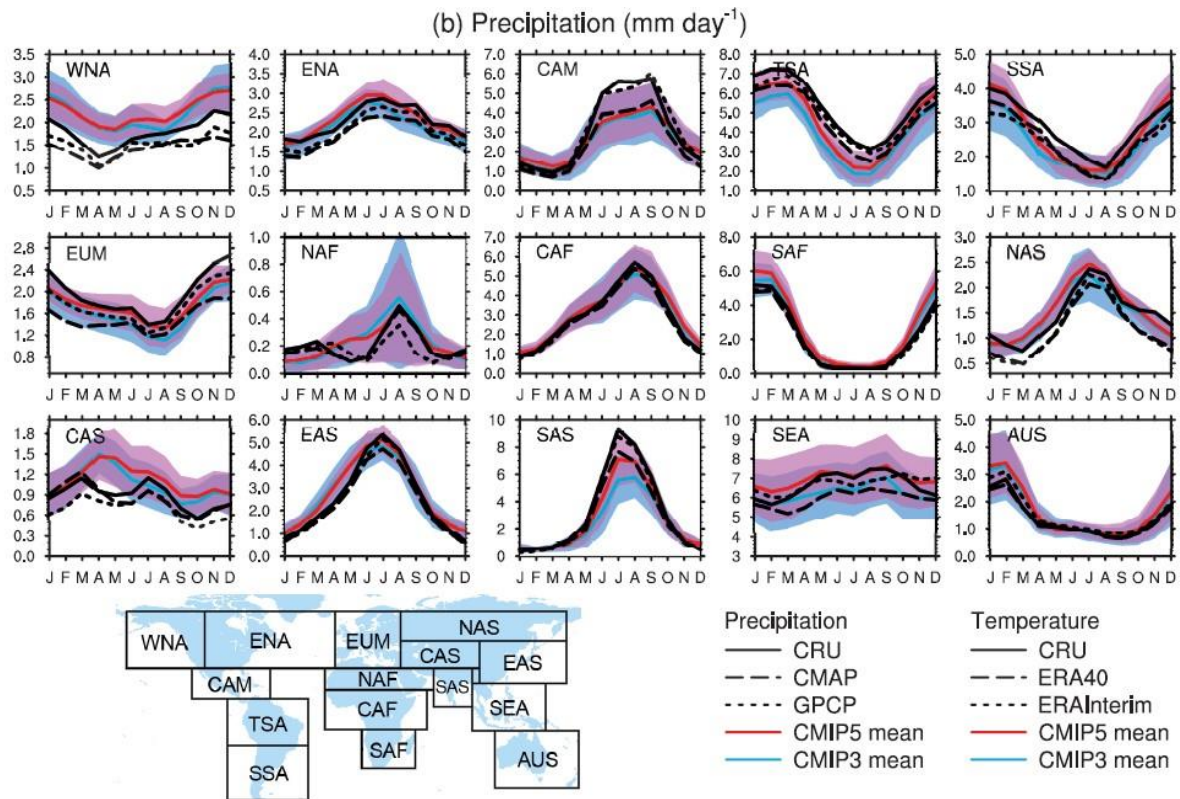 (b) Precipitation (mm day-1)
WNA
3.5
3.0
2.5
2.0
1.5
1.0
0.5
J F M A M J J A S O N D
ENA
4.0
3.5
3.0
2.5
2.0
1.5
1.0
0.5
J F M A M J J A S O N D
CAM
7.0
6.0
5.0
4.0
3.0
2.0
1.0
0.0
J F M A M J J A S O N D
TSA
8.0
7.0
6.0
5.0
4.0
3.0
2.0
1.0
J F M A M J J A S O N D
SSA
5.0
4.0
3.0
2.0
1.0
J F M A M J J A S O N D
EUM
2.8
2.4
2.0
1.6
1.2
0.8
J F M A M J J A S O N D
NAF
1.0
0.8
0.6
0.4
0.2
0.0
J F M A M J J A S O N D
CAF
7.0
6.0
5.0
4.0
3.0
2.0
1.0
0.0
J F M A M J J A S O N D
SAF
8.0
6.0
4.0
2.0
0.0
J F M A M J J A S O N D
NAS
3.0
2.5
2.0
1.5
1.0
0.5
J F M A M J J A S O N D
CAS
1.8
1.5
1.2
0.9
0.6
0.3
0.0
J F M A M J J A S O N D
EAS
6.0
5.0
4.0
3.0
2.0
1.0
0.0
J F M A M J J A S O N D
SAS
10
8
6
4
2
0
J F M A M J J A S O N D
SEA
10
9
8
7
6
5
4
3
J F M A M J J A S O N D
AUS
5.0
4.0
3.0
2.0
1.0
0.0
J F M A M J J A S O N D
WNA
ENA
EUM
NAS
CAS
EAS
CAM
NAF
SAS
TSA
CAF
SEA
SAF
SSA
AUS
Precipitation
CRU
CMAP
GPCP
CMIP5 mean
CMIP3 mean
Temperature
CRU
ERA40
ERAInterim
CMIP5 mean
CMIP3 mean